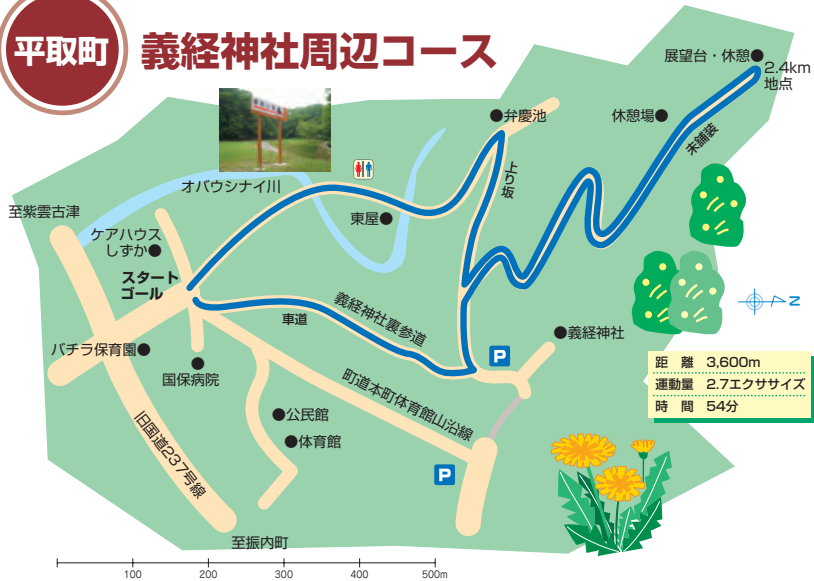 平取町
義経神社周辺コース
展望台・休憩
2.4km
地点
弁慶池
休憩場
未舗装
上り坂
オバウシナイ川
至紫雲古津
東屋
ケアハウス
しずか
スタート
ゴール
義経神社裏参道
車道
義経神社
P
N
バチラ保育園
国保病院
町道本町体育館山沿線
距 離 3,600m
運動量 2.7エクササイズ
時 間 54分
公民館
体育館
旧国道237号線
P
至振内町
100 200 300 400 500m